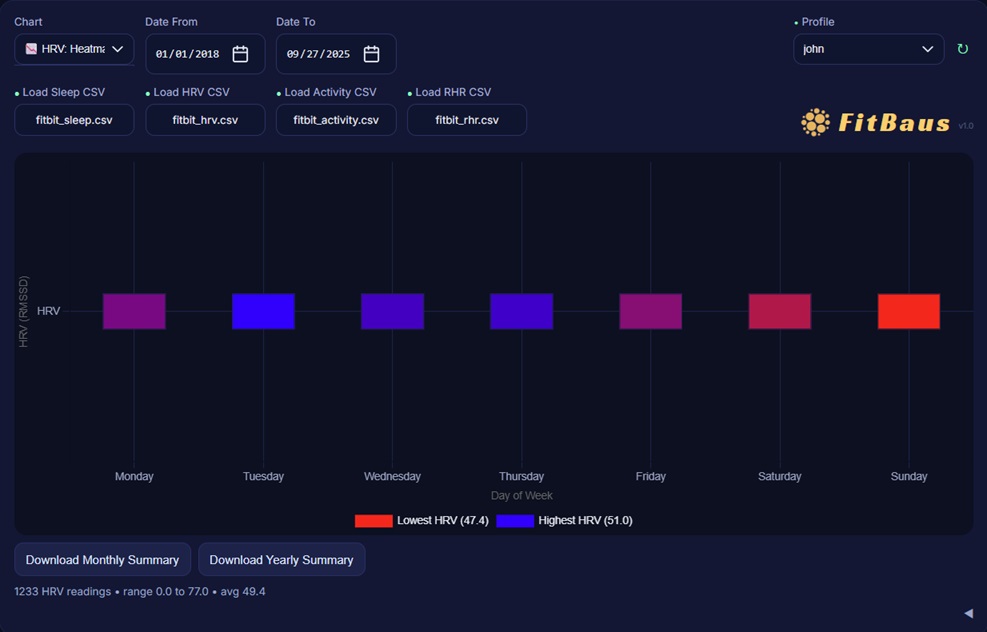 Chart
Date From
Date To
Profile
HRV: Heatma
01/01/2018
09/27/2025
john
Load Sleep CSV
Load HRV CSV
Load Activity CSV
Load RHR CSV
fitbit_sleep.csv
fitbit_hrv.csv
fitbit_activity.csv
fitbit_rhr.csv
FitBaus v1.0
HRV (RMSSD)
HRV
Monday
Tuesday
Wednesday
Thursday
Friday
Saturday
Sunday
Day of Week
Lowest HRV (47.4)
Highest HRV (51.0)
Download Monthly Summary
Download Yearly Summary
1233 HRV readings • range 0.0 to 77.0 • avg 49.4